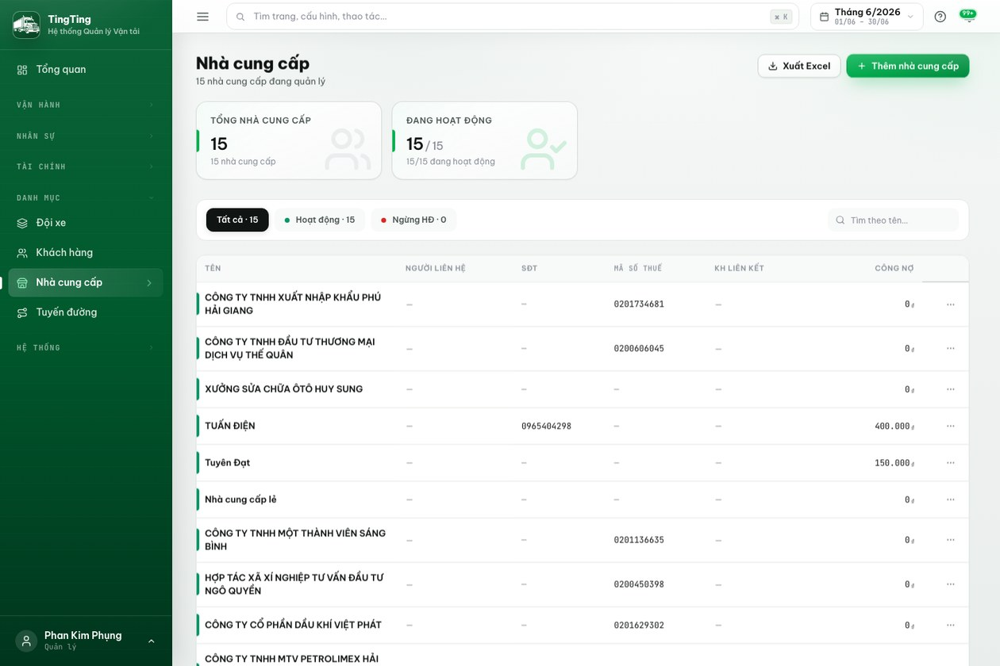 TingTing
Hệ thống Quản lý Vận tải
Tổng quan
VẬN HÀNH
NHÂN SỰ
TÀI CHÍNH
DANH MỤC
Đội xe
Khách hàng
Nhà cung cấp
Tuyến đường
HỆ THỐNG
Phan Kim Phụng
Quản lý
Tìm trang, cấu hình, thao tác...
⌘ K
Tháng 6/2026
01/06 – 30/06
99+
Nhà cung cấp
15 nhà cung cấp đang quản lý
Xuất Excel
Thêm nhà cung cấp
TỔNG NHÀ CUNG CẤP
15
15 nhà cung cấp
ĐANG HOẠT ĐỘNG
15 / 15
15/15 đang hoạt động
Tất cả · 15
Hoạt động · 15
Ngừng HĐ · 0
Tìm theo tên...
TÊN NGƯỜI LIÊN HỆ SĐT MÃ SỐ THUẾ KH LIÊN KẾT CÔNG NỢ
CÔNG TY TNHH XUẤT NHẬP KHẨU PHÚ
HẢI GIANG — — 0201734681 — 0 ₫ ...
CÔNG TY TNHH ĐẦU TƯ THƯƠNG MẠI
DỊCH VỤ THẾ QUÂN — — 0200606045 — 0 ₫ ...
XƯỞNG SỬA CHỮA ÔTÔ HUY SUNG — — — — 0 ₫ ...
TUẤN ĐIỆN — 0965404298 — — 400.000 ₫ ...
Tuyên Đạt — — — — 150.000 ₫ ...
Nhà cung cấp lẻ — — — — 0 ₫ ...
CÔNG TY TNHH MỘT THÀNH VIÊN SÁNG
BÌNH — — 0201136635 — 0 ₫ ...
HỢP TÁC XÃ XÍ NGHIỆP TƯ VẤN ĐẦU TƯ
NGÔ QUYỀN — — 0200450398 — 0 ₫ ...
CÔNG TY CỔ PHẦN DẦU KHÍ VIỆT PHÁT — — 0201629302 — 0 ₫ ...
CÔNG TY TNHH MTV PETROLIMEX HẢI